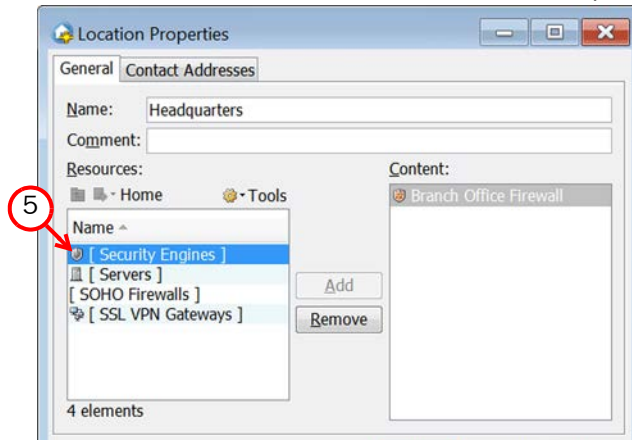 Location Properties
General Contact Addresses
Name: Headquarters
Comment:
Resources: Content:
Home Tools
Branch Office Firewall
5
Name
[ Security Engines ]
[ Servers ]
[ SOHO Firewalls ]
[ SSL VPN Gateways ]
Add
Remove
4 elements